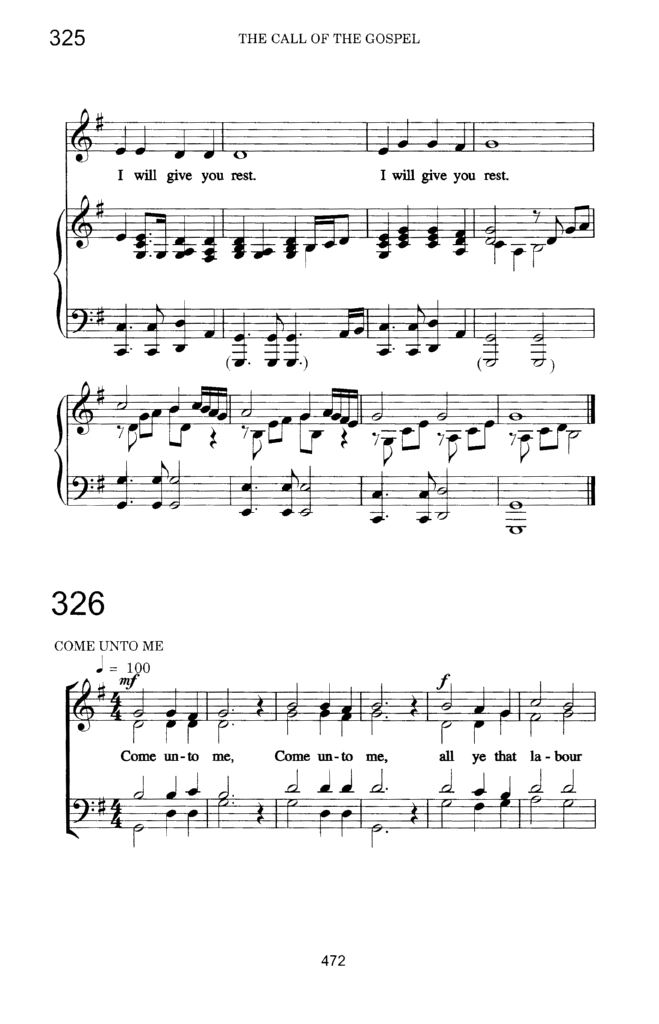 325
THE CALL OF THE GOSPEL
I will give you rest. I will give you rest.
326
COME UNTO ME
= 100
mf f
Come un-to me, Come un-to me, all ye that la-bour
472